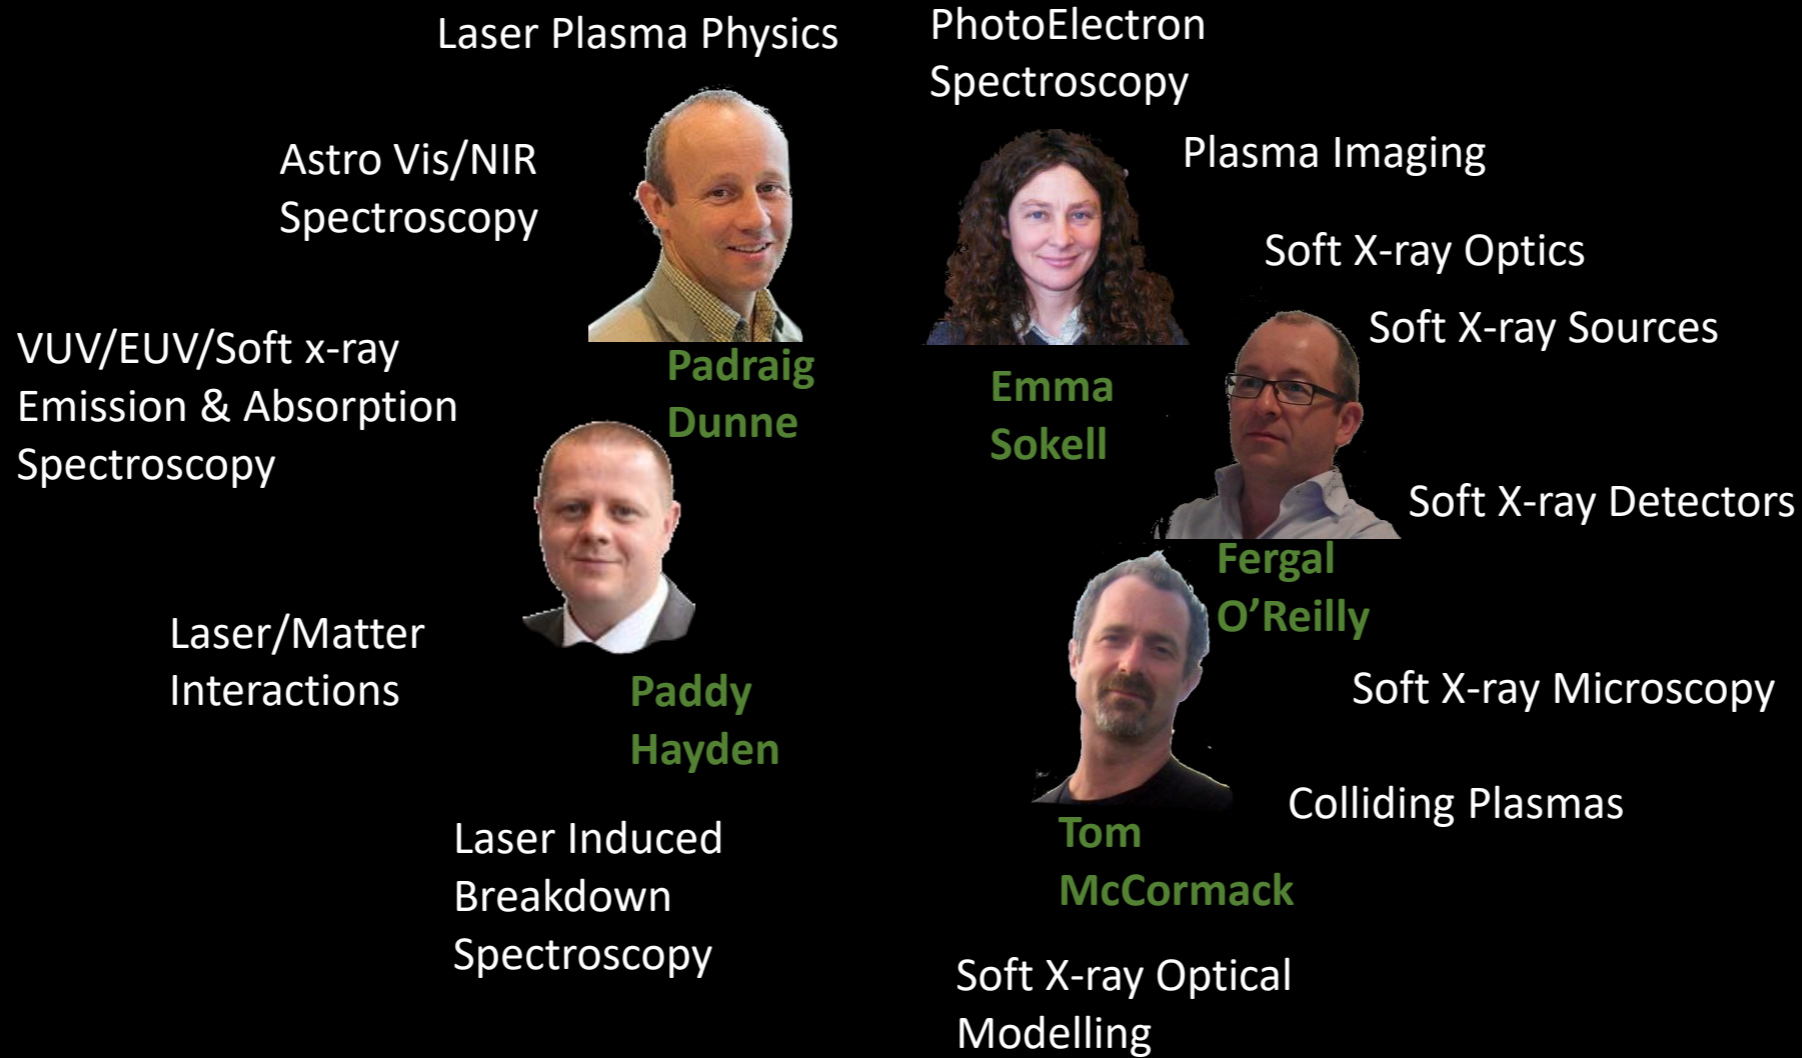 Laser Plasma Physics
PhotoElectron
Spectroscopy
Astro Vis/NIR
Spectroscopy
Plasma Imaging
Soft X-ray Optics
Soft X-ray Sources
VUV/EUV/Soft x-ray
Emission & Absorption
Spectroscopy
Padraig
Dunne
Emma
Sokell
Soft X-ray Detectors
Fergal
O’Reilly
Laser/Matter
Interactions
Paddy
Hayden
Soft X-ray Microscopy
Colliding Plasmas
Tom
McCormack
Laser Induced
Breakdown
Spectroscopy
Soft X-ray Optical
Modelling